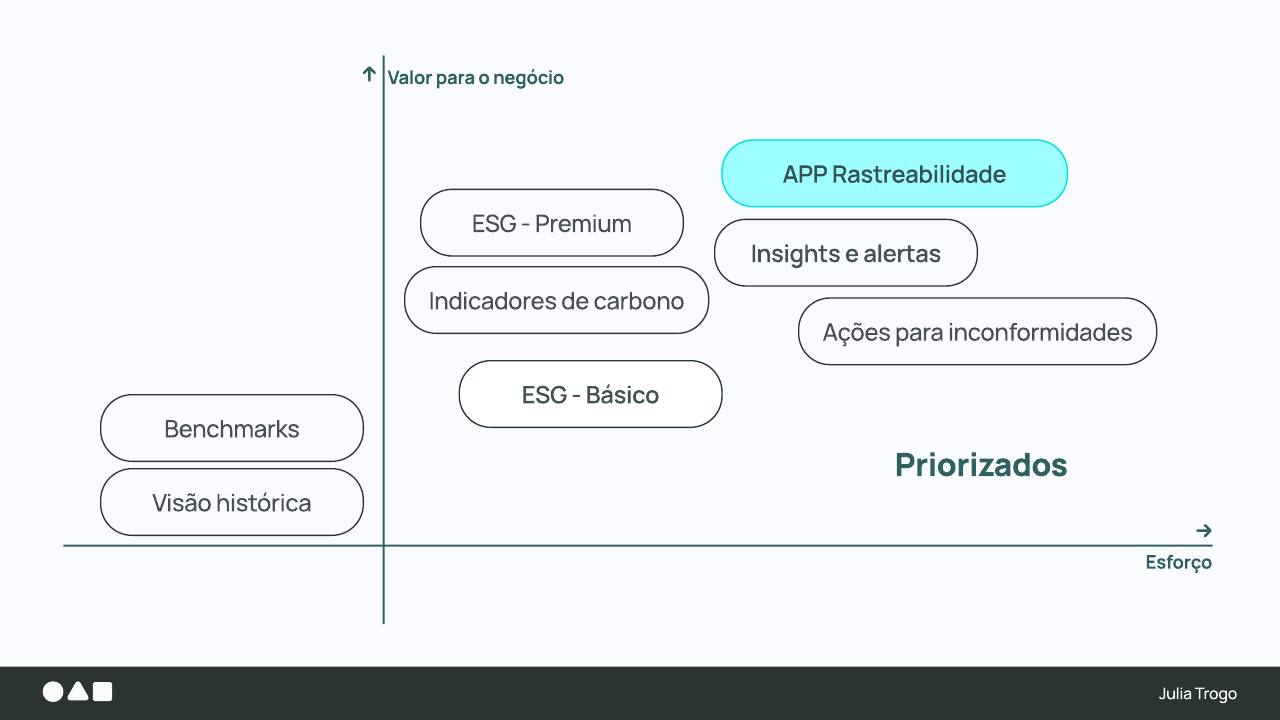 Valor para o negócio
APP Rastreabilidade
ESG - Premium
Insights e alertas
Indicadores de carbono
Ações para inconformidades
ESG - Básico
Benchmarks
Priorizados
Visão histórica
Esforço
Julia Trogo